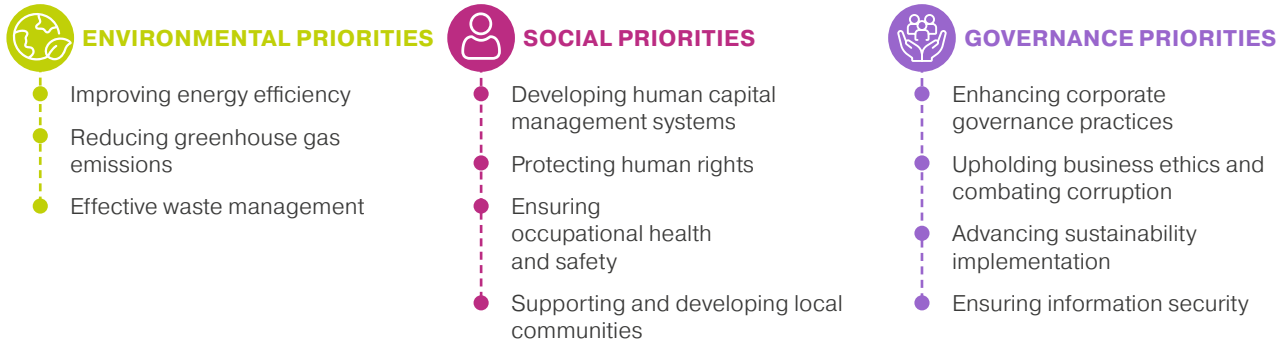 ENVIRONMENTAL PRIORITIES
Improving energy efficiency
Reducing greenhouse gas
emissions
Effective waste management
SOCIAL PRIORITIES
Developing human capital
management systems
Protecting human rights
Ensuring
occupational health
and safety
Supporting and developing local
communities
GOVERNANCE PRIORITIES
Enhancing corporate
governance practices
Upholding business ethics and
combating corruption
Advancing sustainability
implementation
Ensuring information security